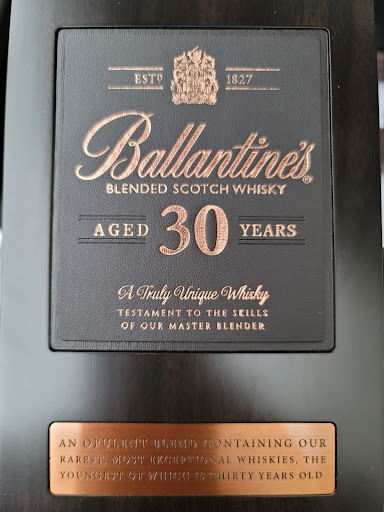 ESTD 1827
Ballantine's®
BLENDED SCOTCH WHISKY
AGED 30 YEARS
A Truly Unique Whisky
TESTAMENT TO THE SKILLS
OF OUR MASTER BLENDER
AN OPULENT BLEND CONTAINING OUR
RAREST, MOST EXCEPTIONAL WHISKIES, THE
YOUNGEST OF WHICH IS THIRTY YEARS OLD